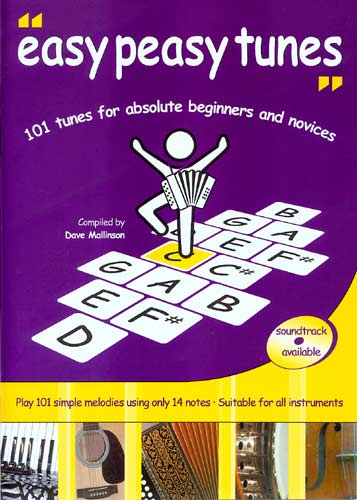 "easy peasy tunes"
101 tunes for absolute beginners and novices
Compiled by
Dave Mallinson
B
G A
E F#
C C#
G A B
E F#
D
soundtrack
available
Play 101 simple melodies using only 14 notes · Suitable for all instruments